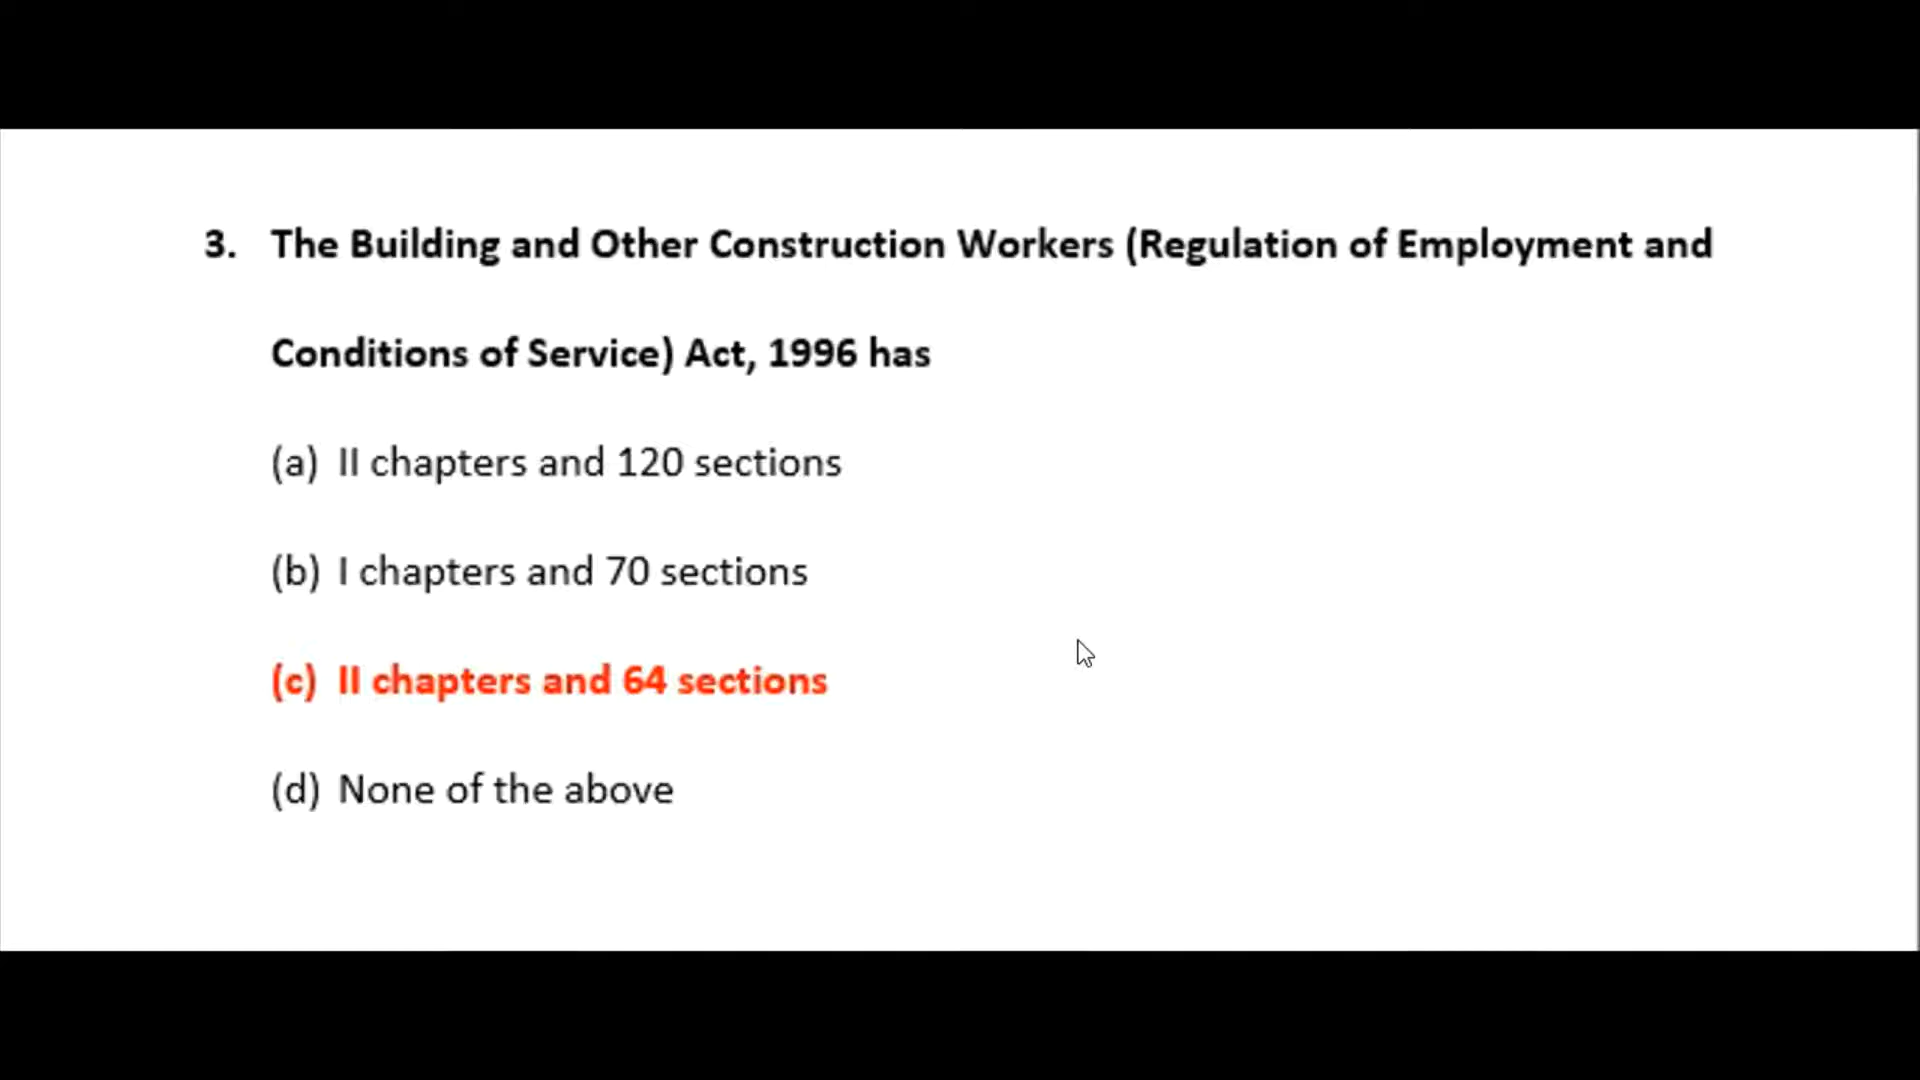 3. The Building and Other Construction Workers (Regulation of Employment and
Conditions of Service) Act, 1996 has
(a) II chapters and 120 sections
(b) I chapters and 70 sections
(c) II chapters and 64 sections
(d) None of the above